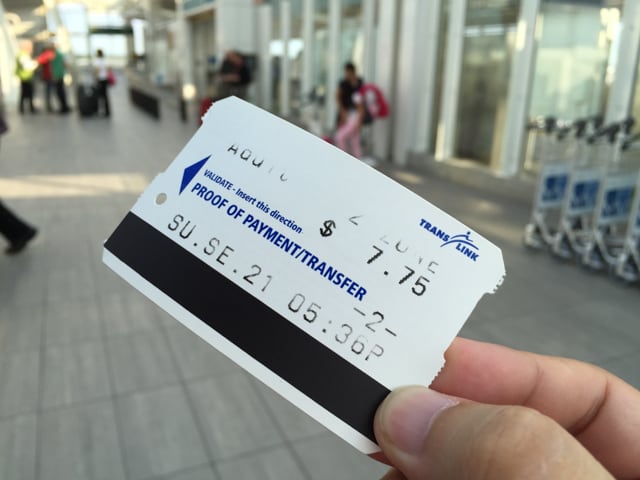 VALIDATE - Insert this direction
PROOF OF PAYMENT/TRANSFER
TRANS LINK
2 ZONE
$ 7.75
-2-
SU.SE.21 05:36P